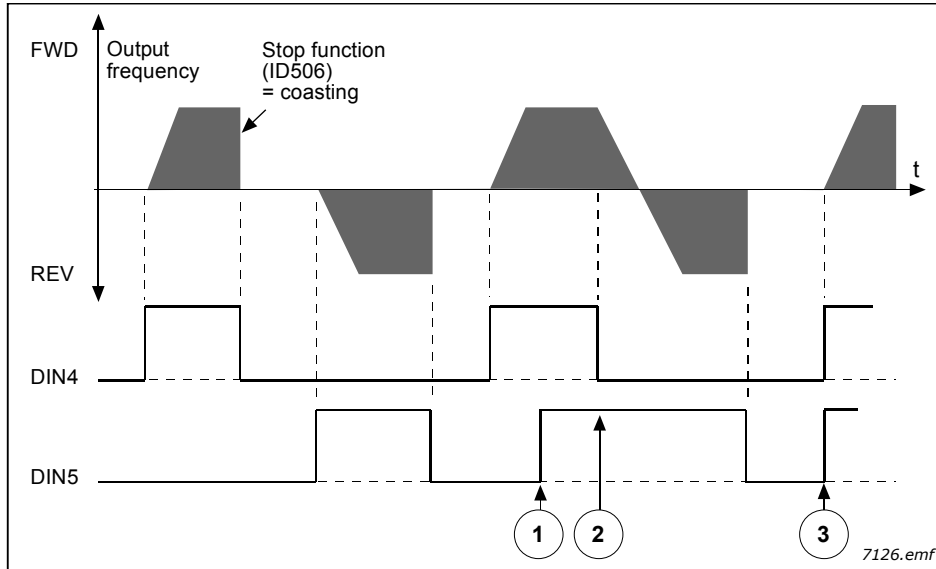 FWD
Output
frequency
Stop function
(ID506)
= coasting
t
REV
DIN4
DIN5
1
2
3
7126.emf